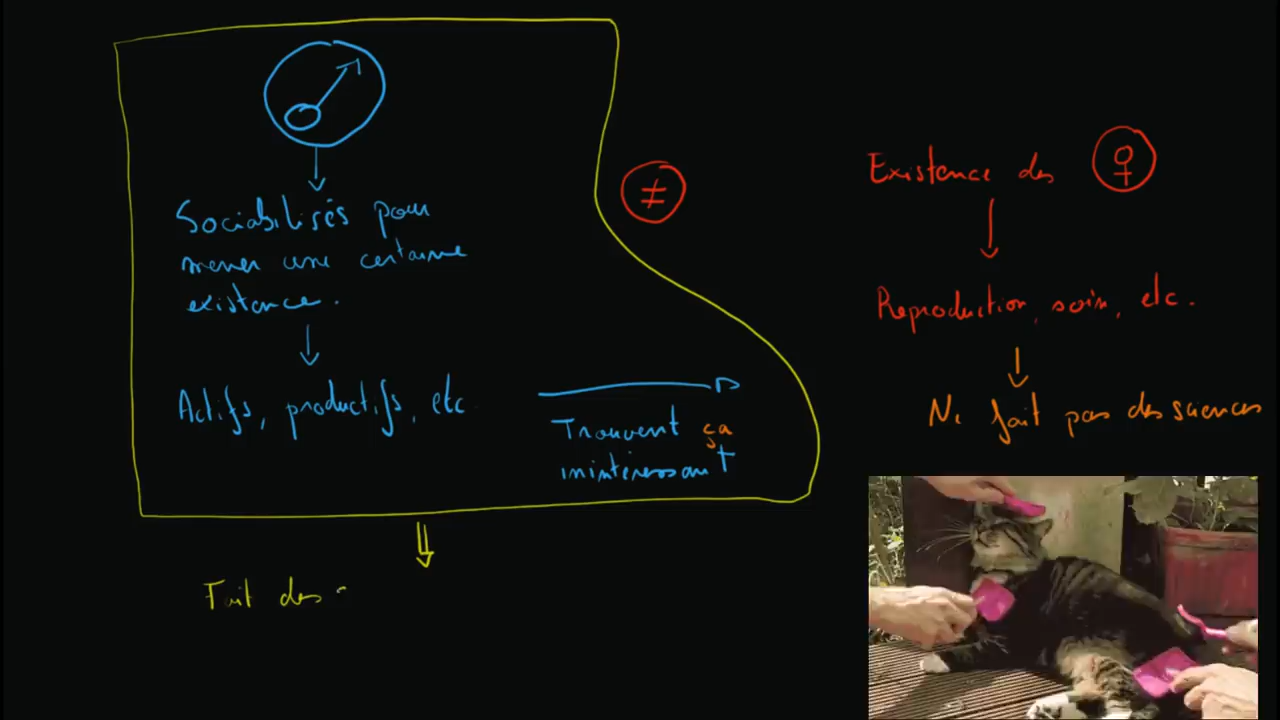 Sociabilisés pour
mener une certaine
existence.
Actifs, productifs, etc
Trouvent ça
inintéressant
≠
Existence des ♀
Reproduction, soin, etc.
Ne fait pas des sciences
Fait des